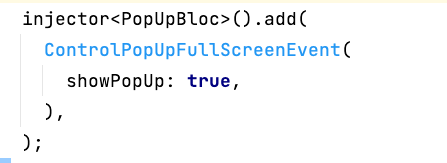 injector<PopUpBloc>().add(
  ControlPopUpFullScreenEvent(
    showPopUp: true,
  ),
);